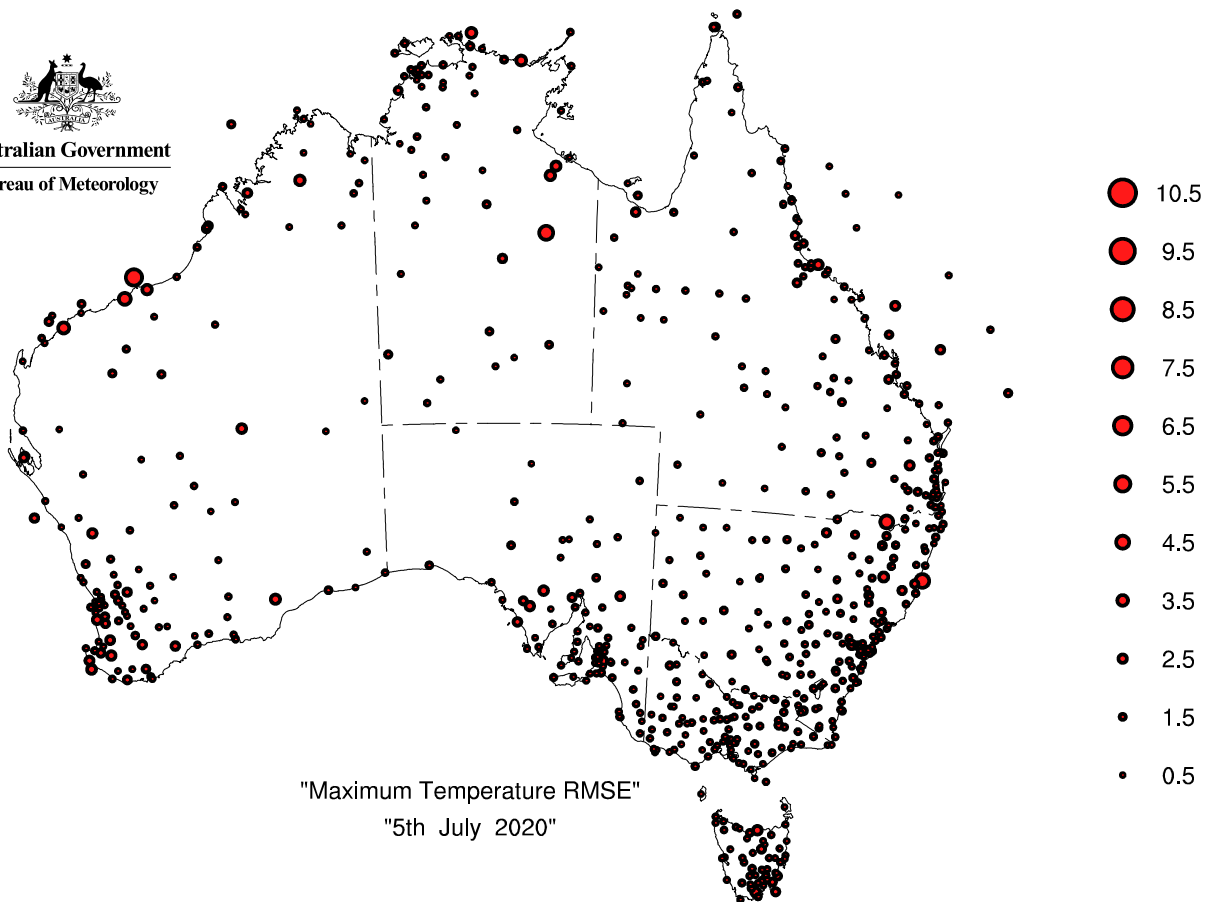 AUSTRALIA
tralian Government
reau of Meteorology
10.5
9.5
8.5
7.5
6.5
5.5
4.5
3.5
2.5
1.5
0.5
"Maximum Temperature RMSE"
"5th July 2020"